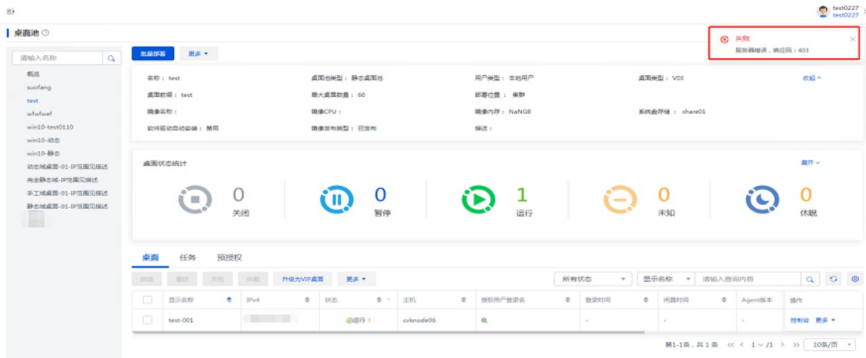 test0227
test0227
桌面池
失败
服务器错误，响应码：403
请输入名称
批量部署 更多
概览
suofang
test
wfwfwef
win10-test0110
win10-动态
win10-静态
动态域桌面-01-IP范围见描述
完全静态域-IP范围见描述
手工域桌面-01-IP范围见描述
静态域桌面-01-IP范围见描述
名称：test 桌面池类型：静态桌面池 用户类型：本地用户 桌面类型：VDI 收起
桌面前缀：test 最大桌面数量：60 部署位置：集群
镜像名称： 镜像CPU： 镜像内存：NaNGB 系统盘存储：share01
软件驱动自动安装：禁用 镜像发布类型：已发布 描述：
桌面状态统计 展开
0 关闭
0 暂停
1 运行
0 未知
0 休眠
桌面 任务 预授权
升级为VIP桌面 更多 所有状态 显示名称 请输入查询内容
显示名称 IPv4 状态 主机 授权用户登录名 登录时间 闲置时间 Agent版本 操作
test-001 运行 cvknode06 - - - 控制台 更多
第1-1条，共1条 << < 1 /1 > >> 10条/页